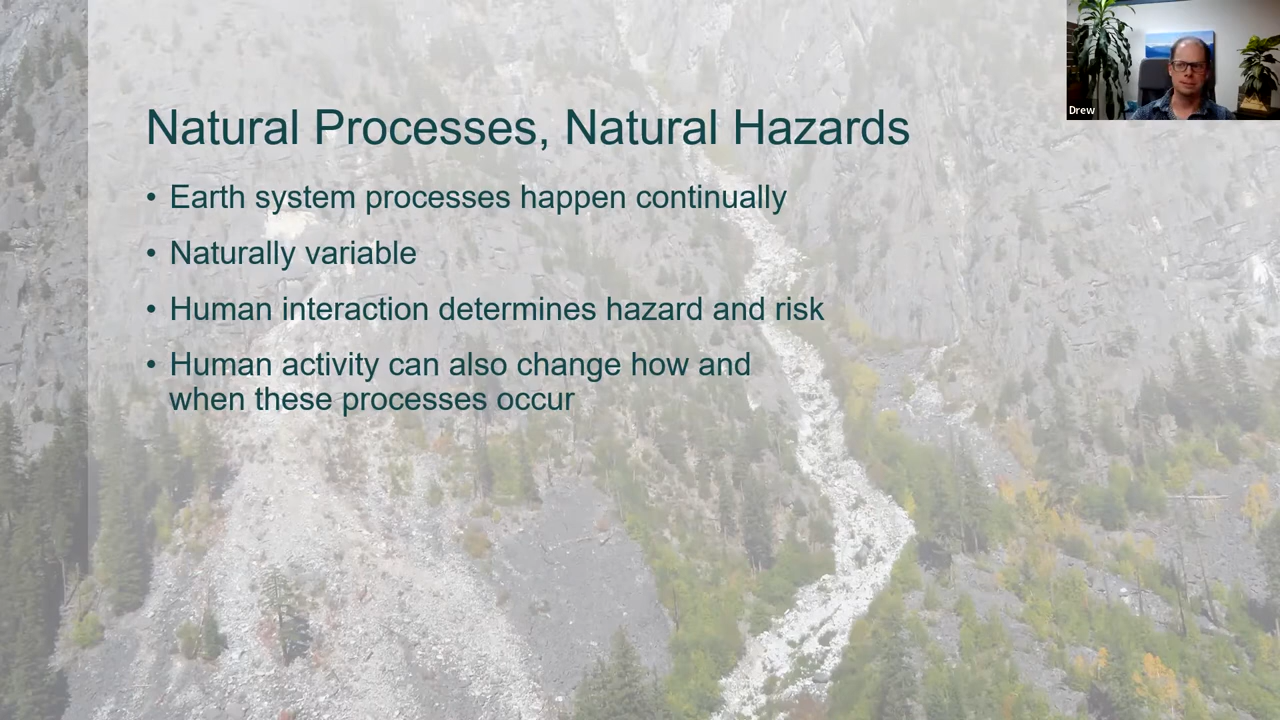 Drew
Natural Processes, Natural Hazards
• Earth system processes happen continually
• Naturally variable
• Human interaction determines hazard and risk
• Human activity can also change how and
when these processes occur